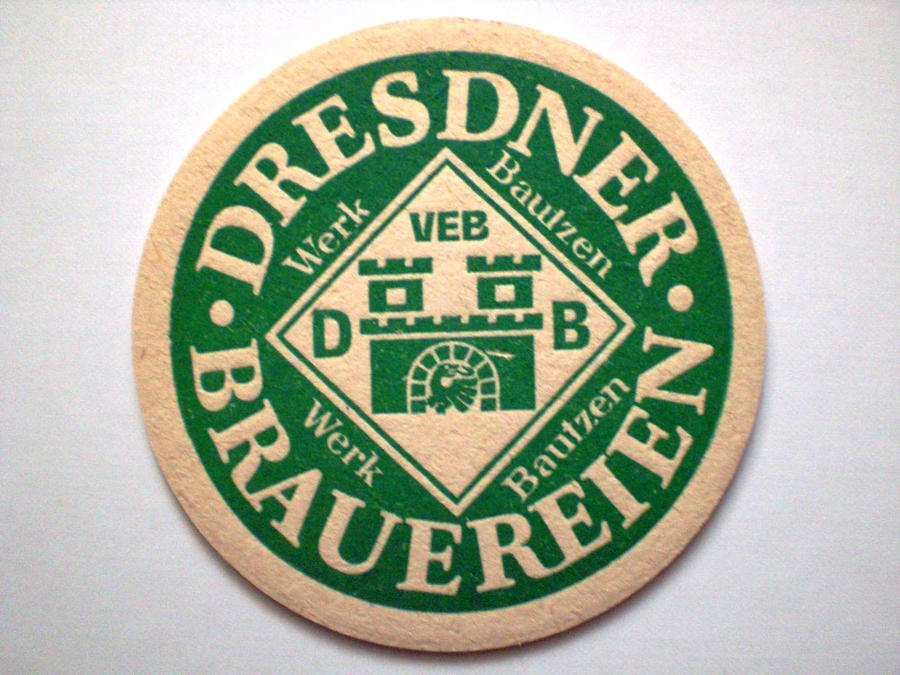 · DRESDNER ·
Werk Bautzen
VEB
D B
Werk Bautzen
BRAUEREIEN